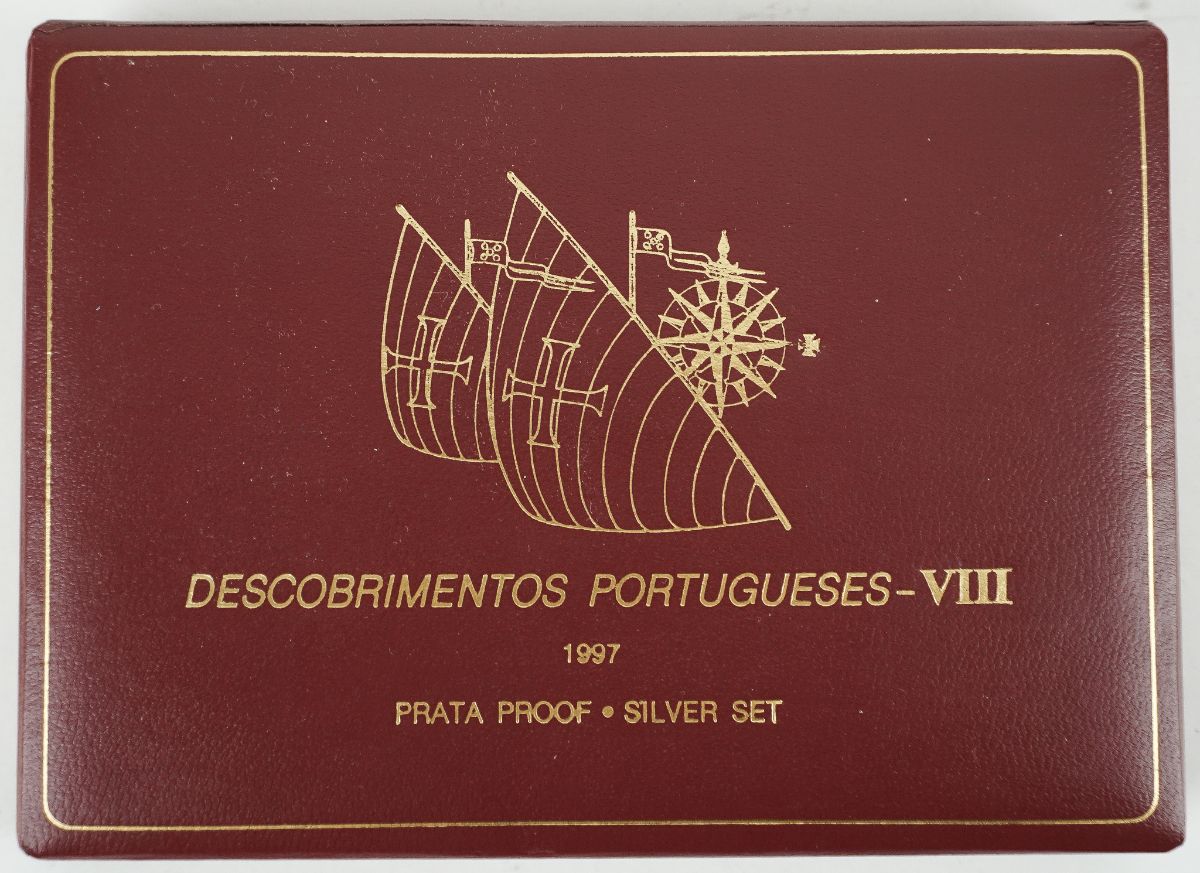 DESCOBRIMENTOS PORTUGUESES – VIII
1997
PRATA PROOF • SILVER SET